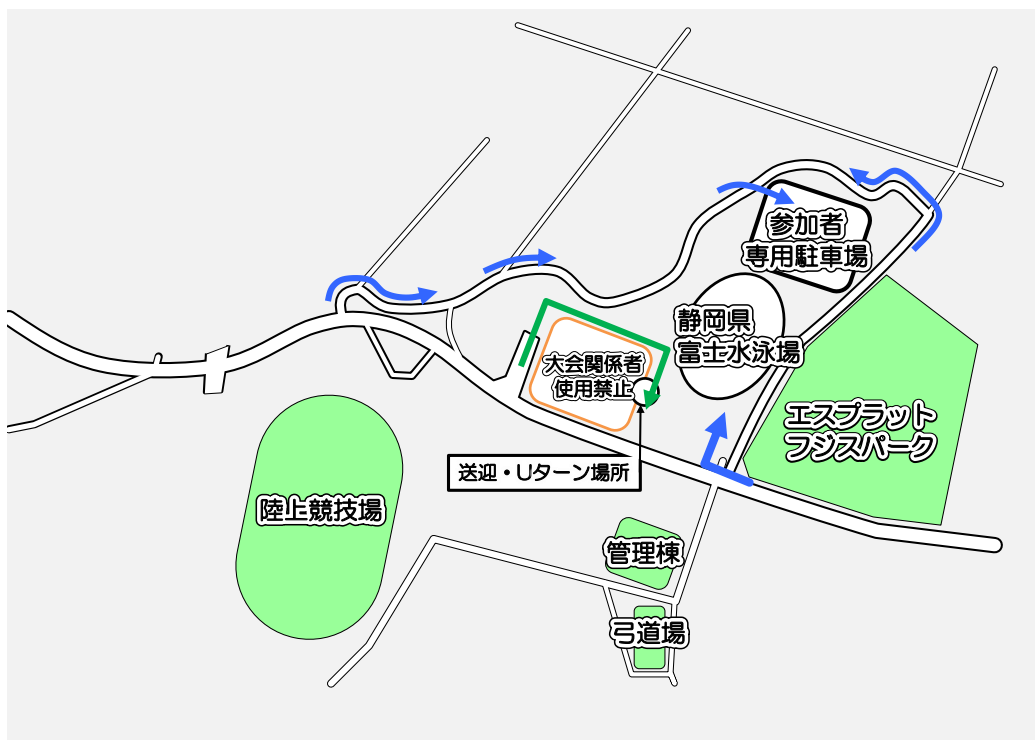 参加者
専用駐車場
静岡県
富士水泳場
大会関係者
使用禁止
エスプラット
フジスパーク
送迎・Uターン場所
陸上競技場
管理棟
弓道場